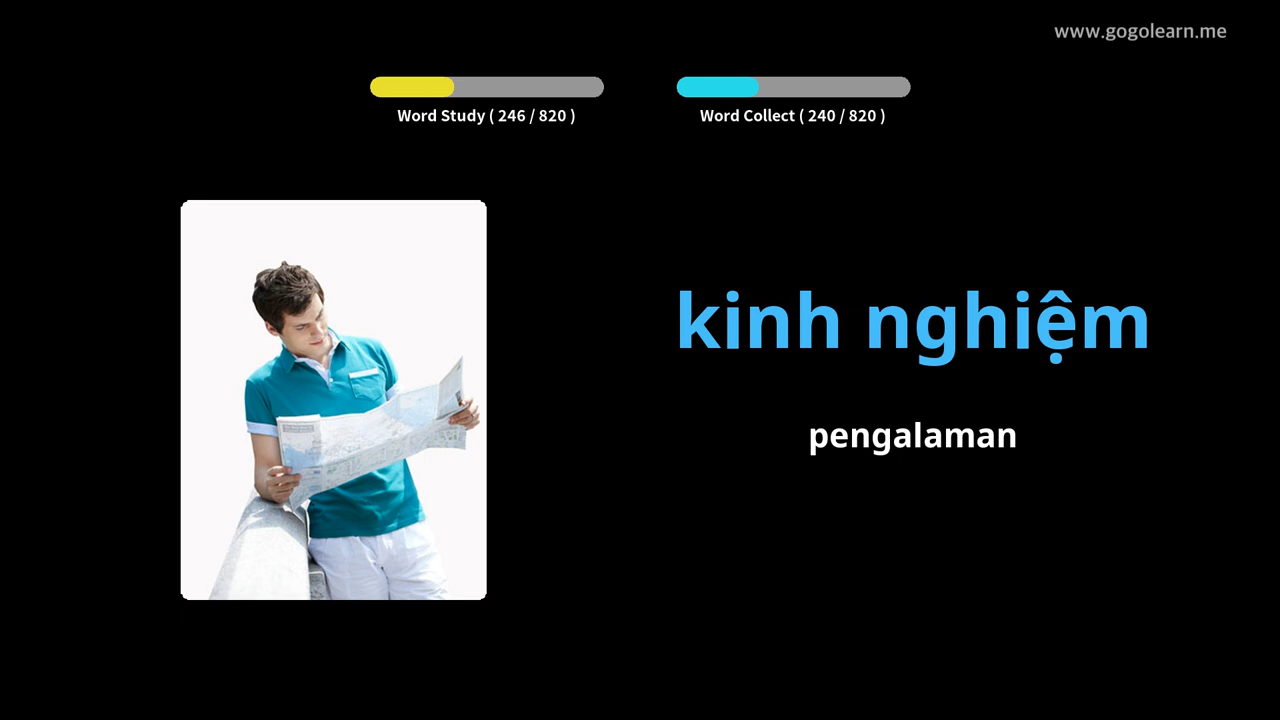 www.gogolearn.me
Word Study ( 246 / 820 )
Word Collect ( 240 / 820 )
kinh nghiệm
pengalaman